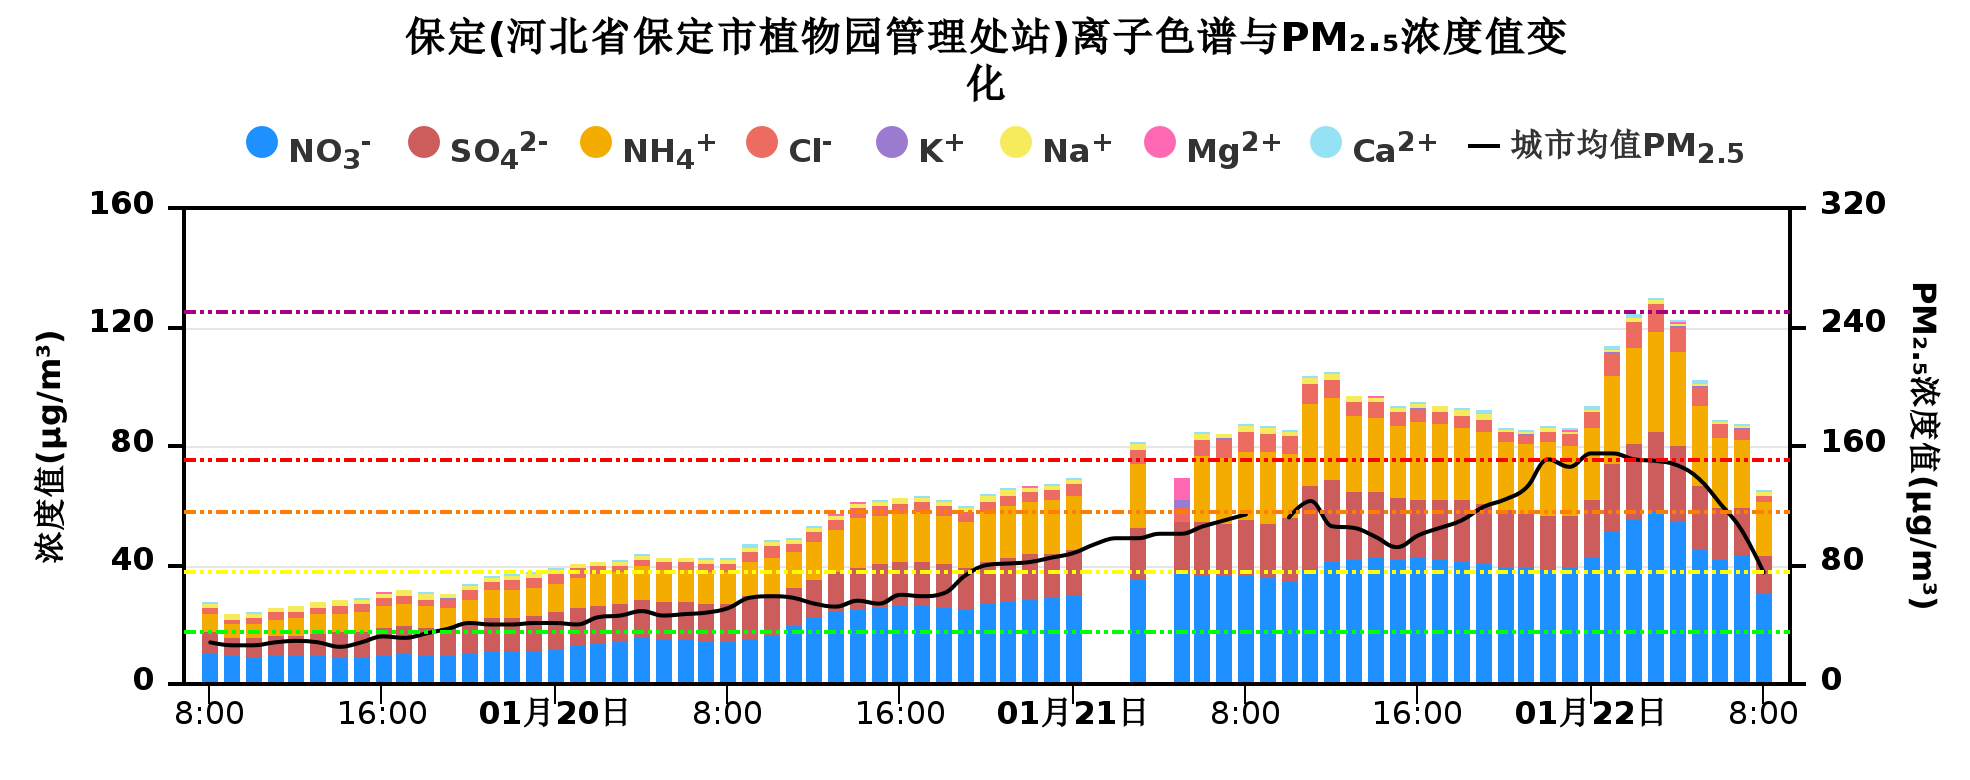 保定(河北省保定市植物园管理处站)离子色谱与PM₂.₅浓度值变
化
NO₃⁻ SO₄²⁻ NH₄⁺ Cl⁻ K⁺ Na⁺ Mg²⁺ Ca²⁺ 城市均值PM₂.₅
浓度值(μg/m³)
160
120
80
40
0
320
240
160
80
0
PM₂.₅浓度值(μg/m³)
8:00 16:00 01月20日 8:00 16:00 01月21日 8:00 16:00 01月22日 8:00